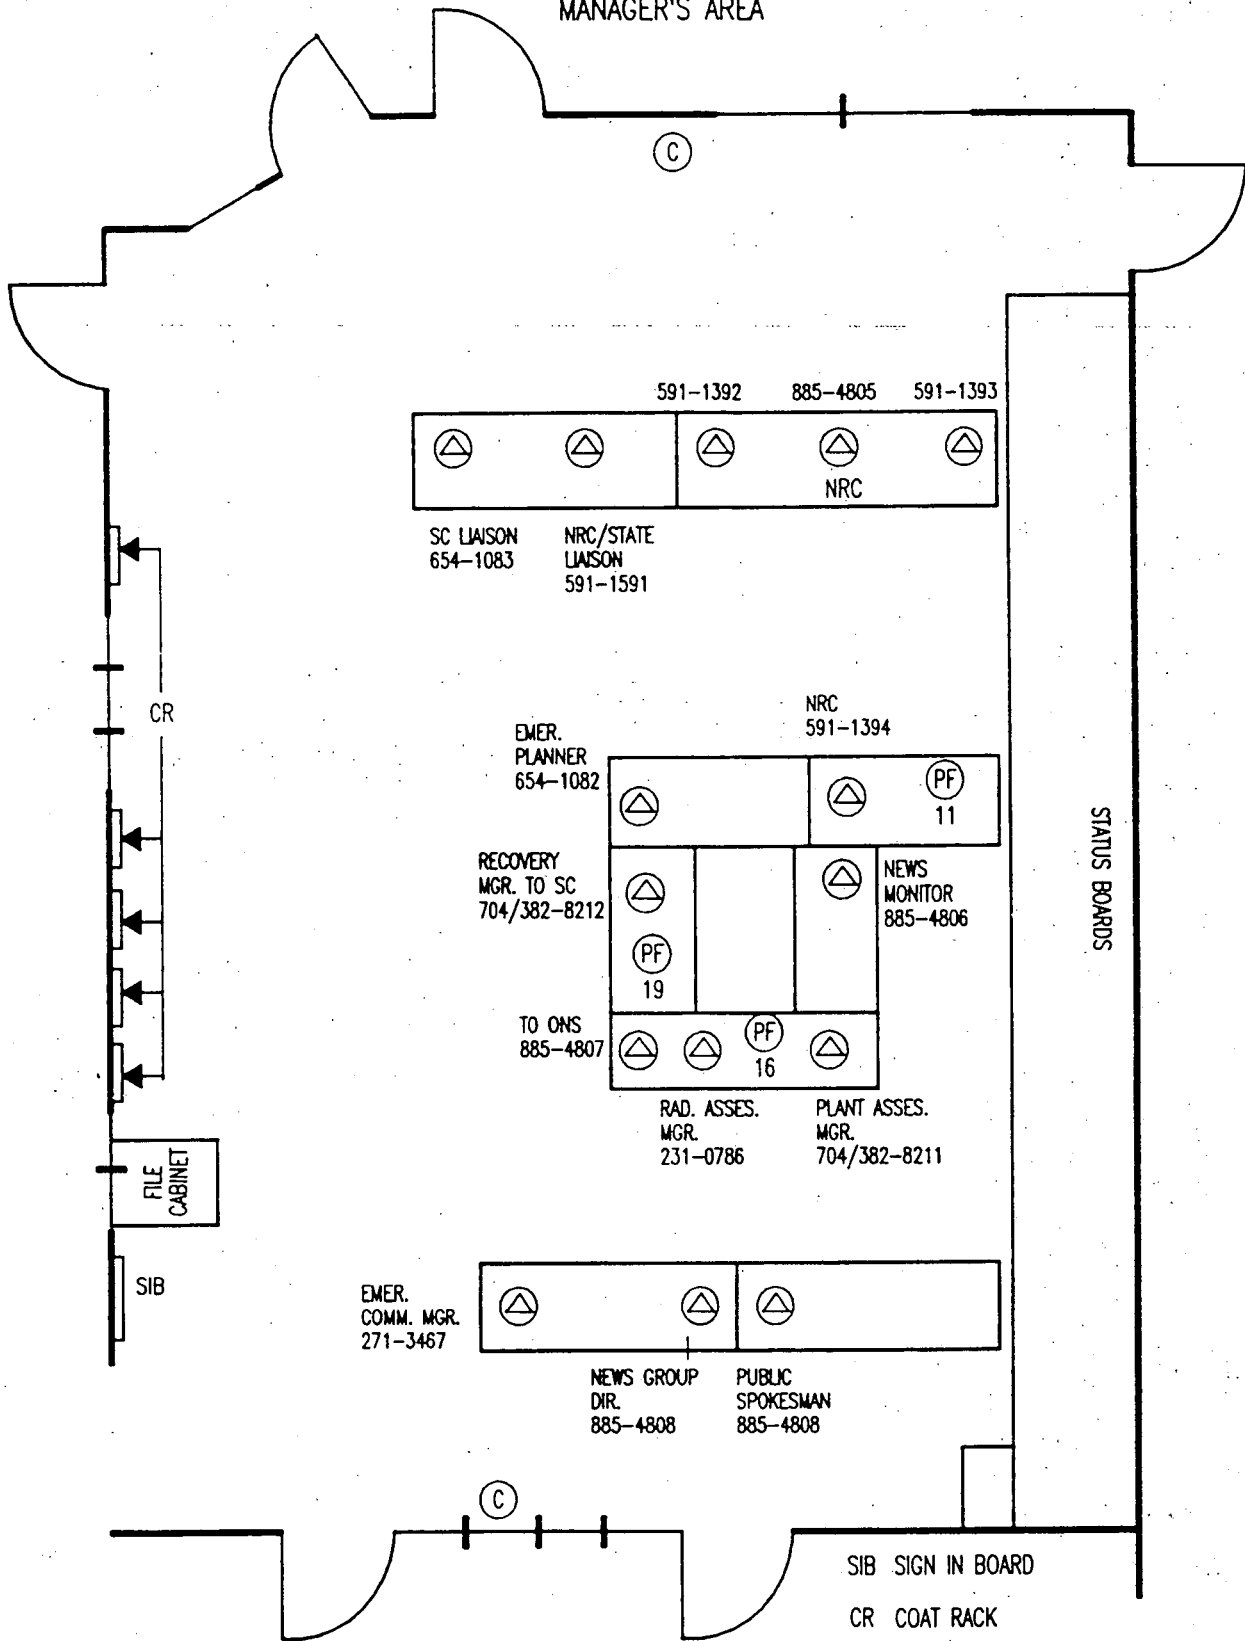 MANAGER'S AREA
C
591-1392 885-4805 591-1393
NRC
SC LIAISON
654-1083
NRC/STATE
LIAISON
591-1591
CR
NRC
591-1394
EMER.
PLANNER
654-1082
PF
11
RECOVERY
MGR. TO SC
704/382-8212
NEWS
MONITOR
885-4806
PF
19
STATUS BOARDS
TO ONS
885-4807
PF
16
RAD. ASSES.
MGR.
231-0786
PLANT ASSES.
MGR.
704/382-8211
FILE
CABINET
SIB
EMER.
COMM. MGR.
271-3467
NEWS GROUP
DIR.
885-4808
PUBLIC
SPOKESMAN
885-4808
C
SIB SIGN IN BOARD
CR COAT RACK